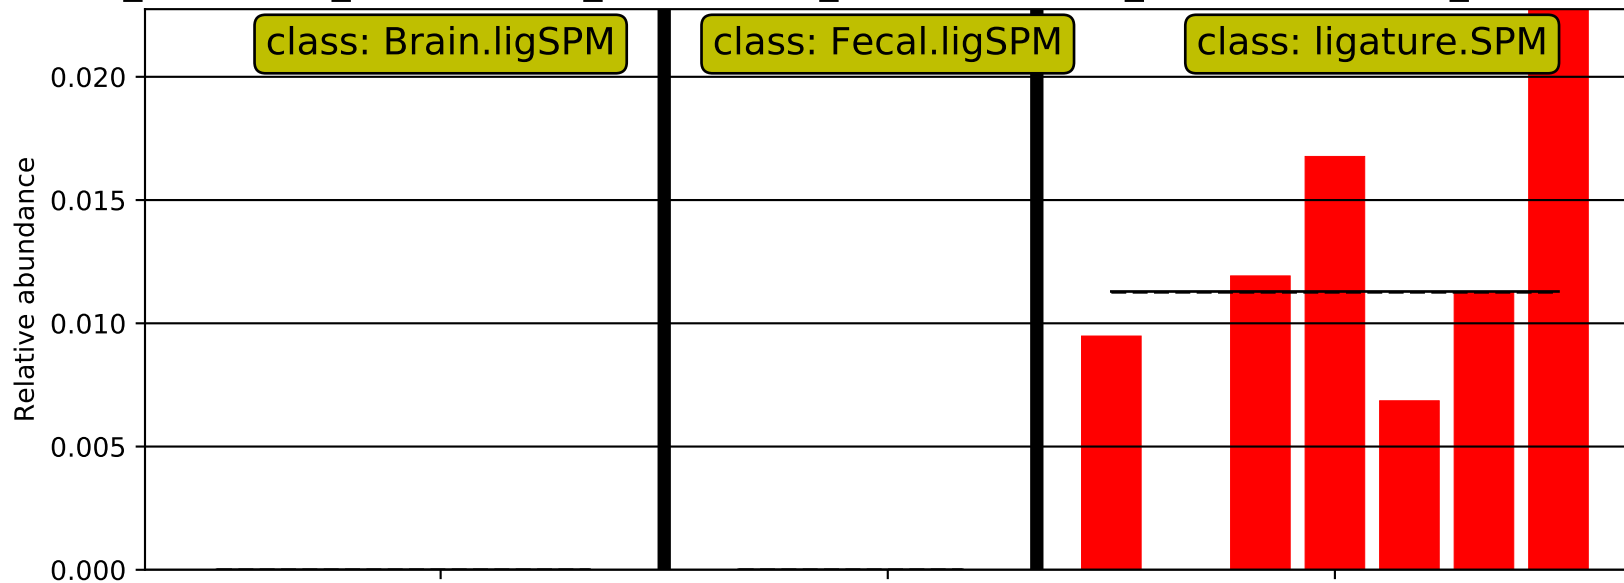 class: Brain.ligSPM
class: Fecal.ligSPM
class: ligature.SPM
0.020
0.015
0.010
0.005
0.000
Relative abundance